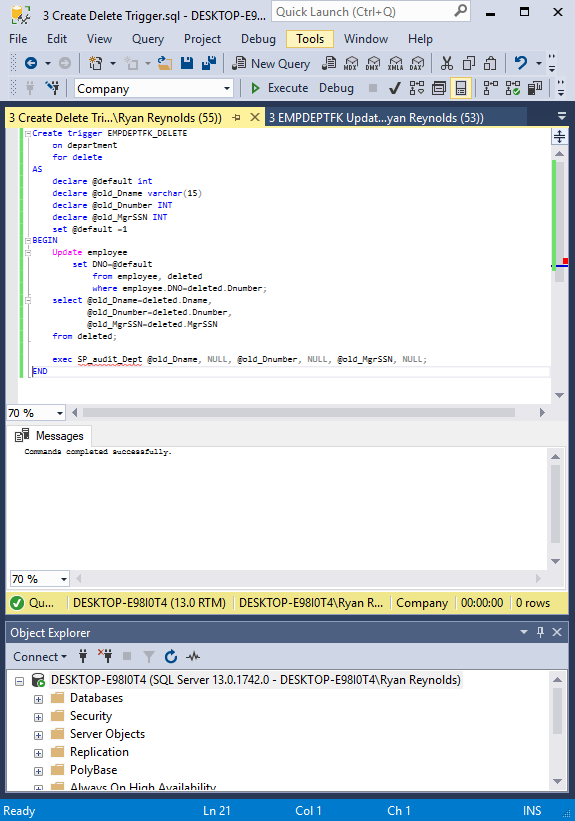 3 Create Delete Trigger.sql - DESKTOP-E9...
Quick Launch (Ctrl+Q)
File Edit View Query Project Debug Tools Window Help
New Query MDX DMX XMLA DAX
Company Execute Debug
3 Create Delete Tri...\Ryan Reynolds (55)) 3 EMPDEPTFK Updat...yan Reynolds (53))
Create trigger EMPDEPTFK_DELETE
on department
for delete
AS
declare @default int
declare @old_Dname varchar(15)
declare @old_Dnumber INT
declare @old_MgrSSN INT
set @default =1
BEGIN
Update employee
set DNO=@default
from employee, deleted
where employee.DNO=deleted.Dnumber;
select @old_Dname=deleted.Dname,
@old_Dnumber=deleted.Dnumber,
@old_MgrSSN=deleted.MgrSSN
from deleted;
exec SP_audit_Dept @old_Dname, NULL, @old_Dnumber, NULL, @old_MgrSSN, NULL;
END
70 %
Messages
Commands completed successfully.
70 %
Qu... DESKTOP-E98I0T4 (13.0 RTM) DESKTOP-E98I0T4\Ryan R... Company 00:00:00 0 rows
Object Explorer
Connect
DESKTOP-E98I0T4 (SQL Server 13.0.1742.0 - DESKTOP-E98I0T4\Ryan Reynolds)
Databases
Security
Server Objects
Replication
PolyBase
Always On High Availability
Ready Ln 21 Col 1 Ch 1 INS